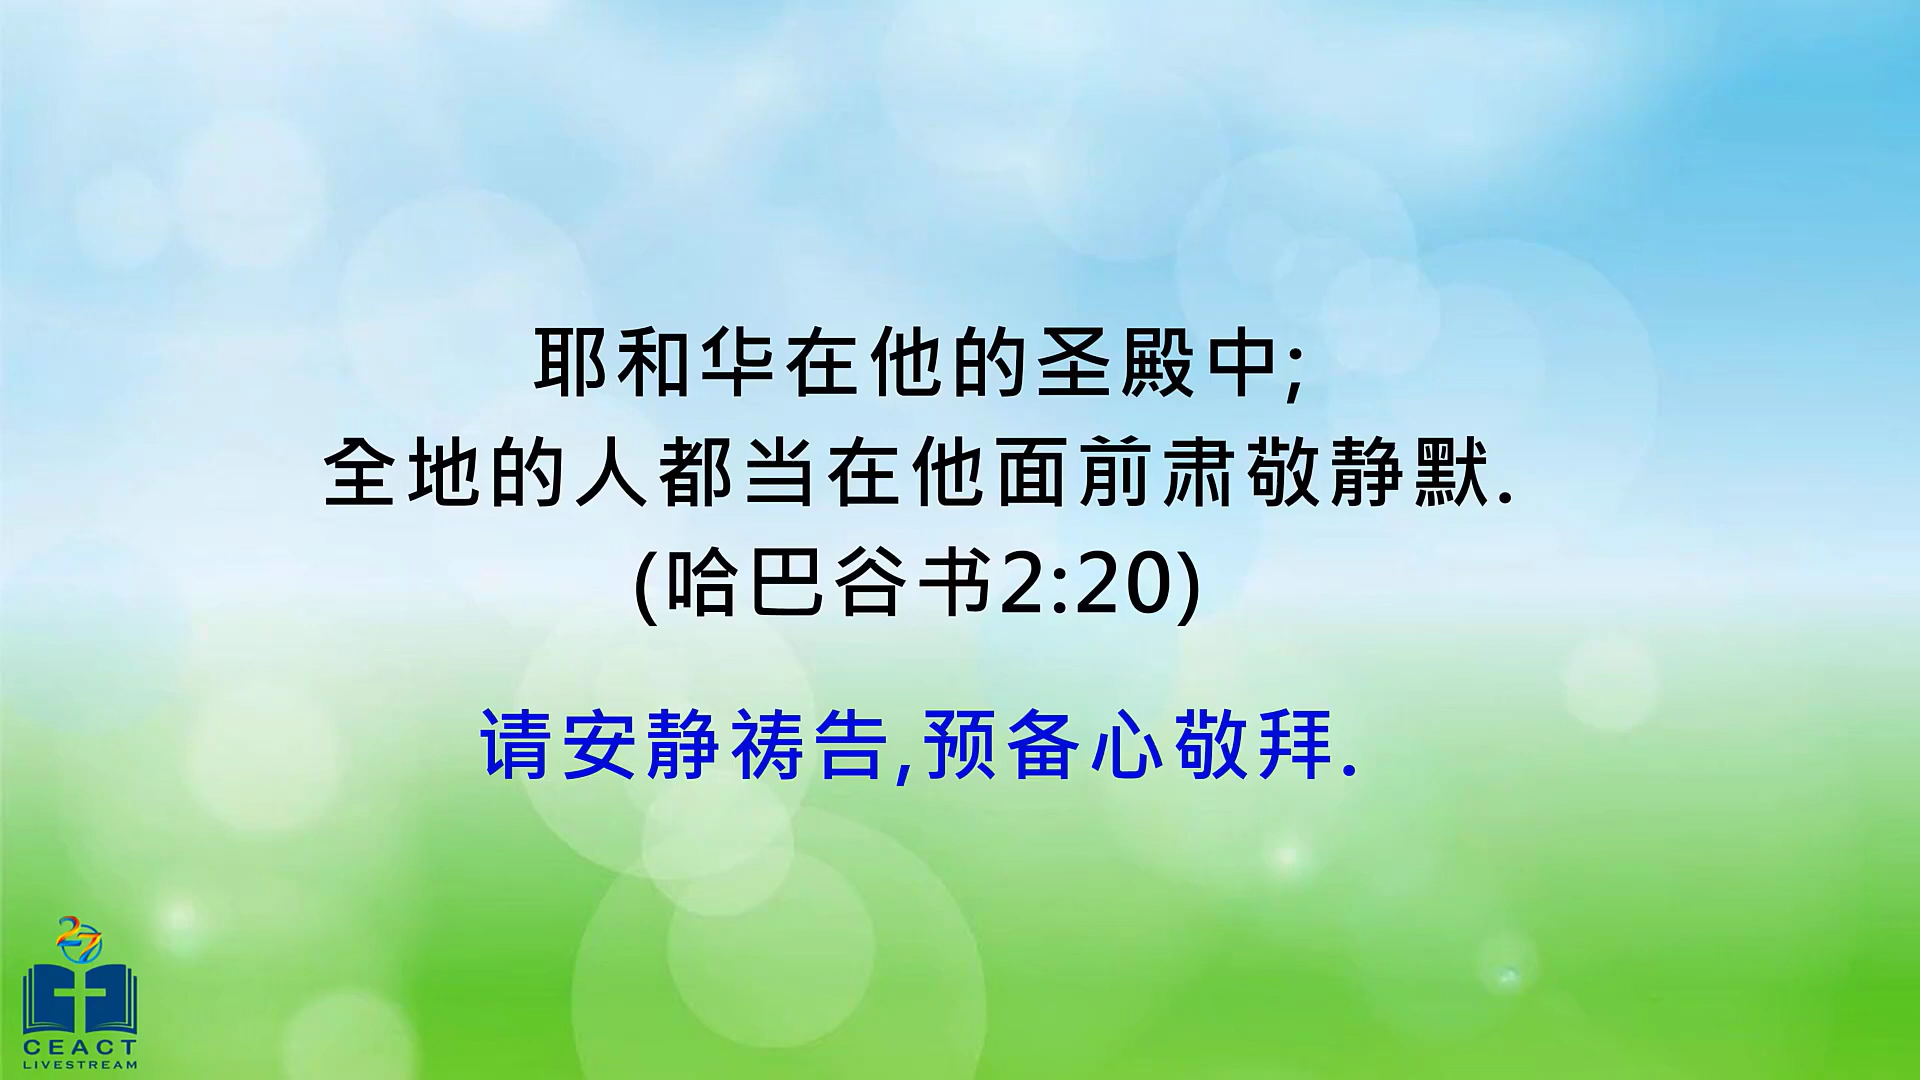 耶和华在他的圣殿中;
全地的人都当在他面前肃敬静默.
(哈巴谷书2:20)
请安静祷告,预备心敬拜.
27
CEACT
LIVESTREAM